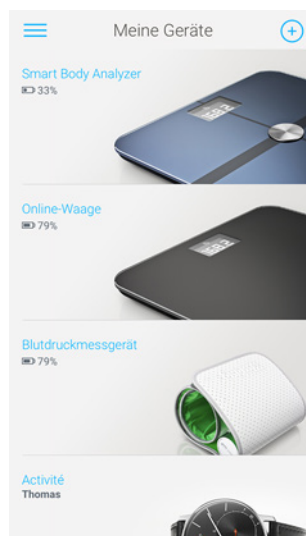 Meine Geräte
Smart Body Analyzer
33%
Online-Waage
79%
Blutdruckmessgerät
79%
Activité
Thomas